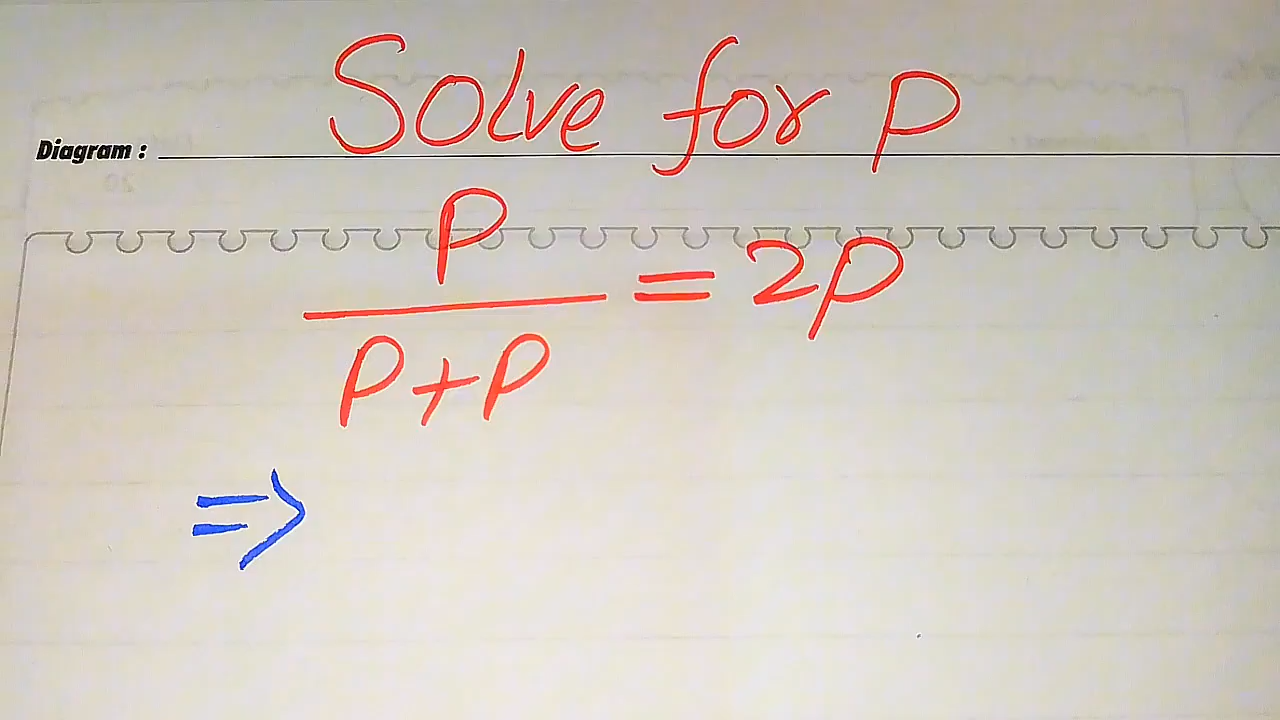 Solve for P
Diagram :
P
P+P
= 2P
⇒